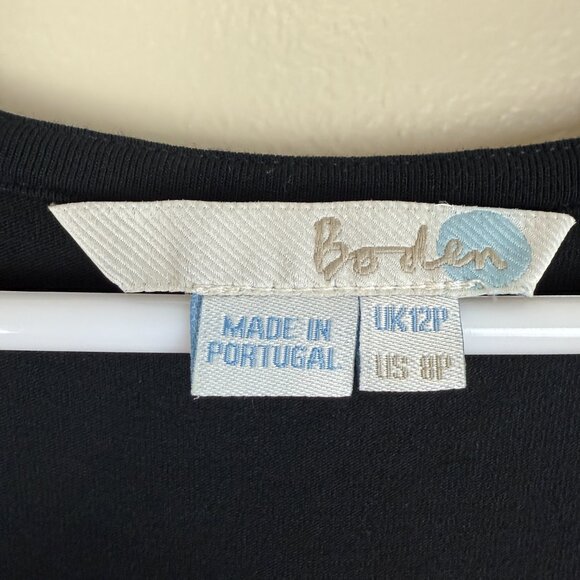 Boden
MADE IN
PORTUGAL
UK12P
US 8P